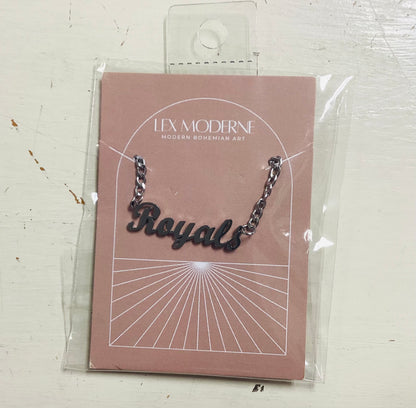 LEX MODERNE
MODERN BOHEMIAN ART
Royals